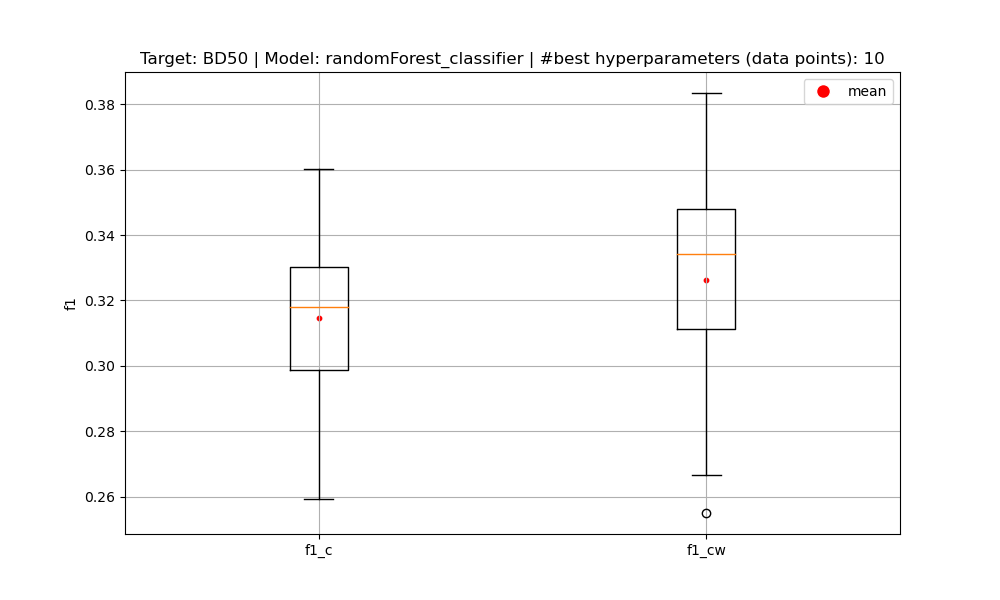 Target: BD50 | Model: randomForest_classifier | #best hyperparameters (data points): 10
mean
0.38
0.36
0.34
0.32
0.30
0.28
0.26
f1
f1_c
f1_cw